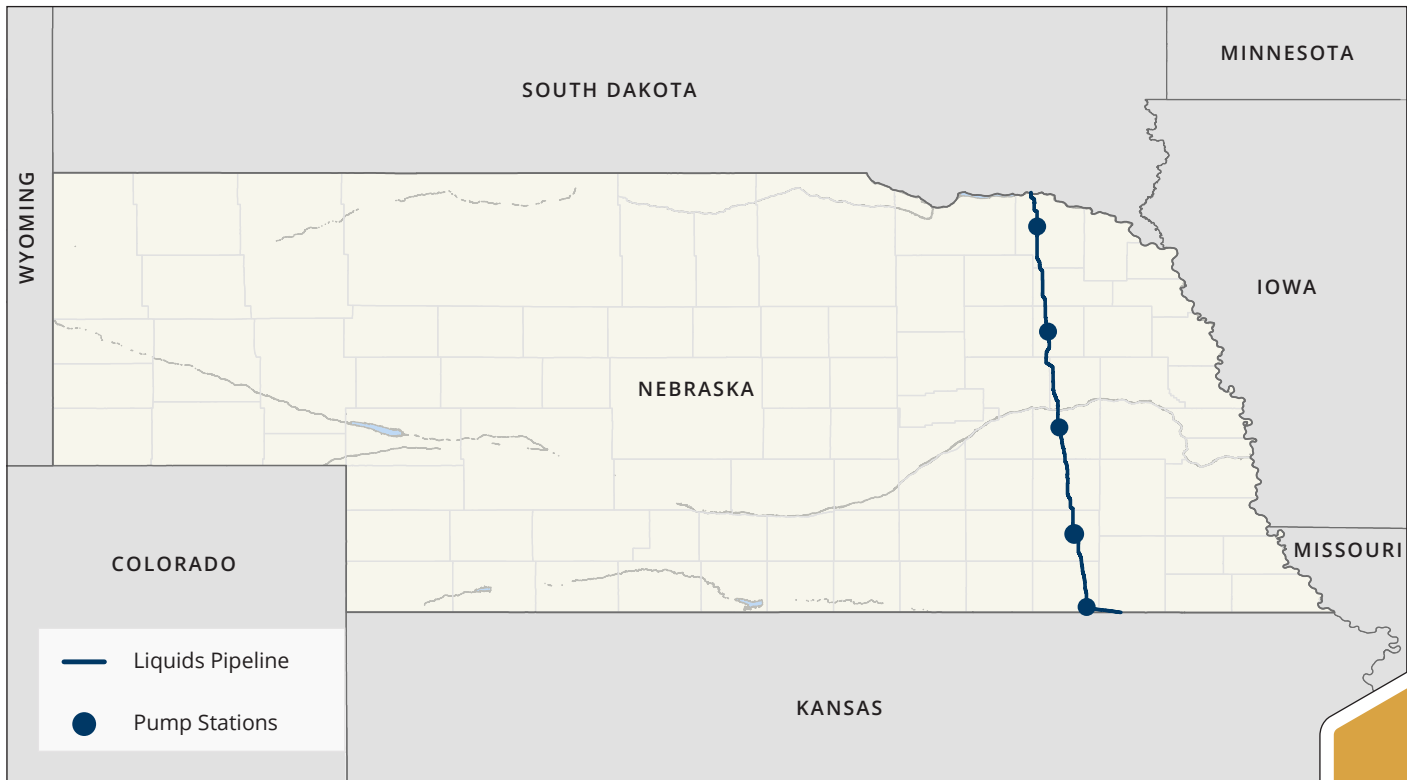 MINNESOTA
SOUTH DAKOTA
WYOMING
IOWA
NEBRASKA
MISSOURI
COLORADO
Liquids Pipeline
KANSAS
Pump Stations